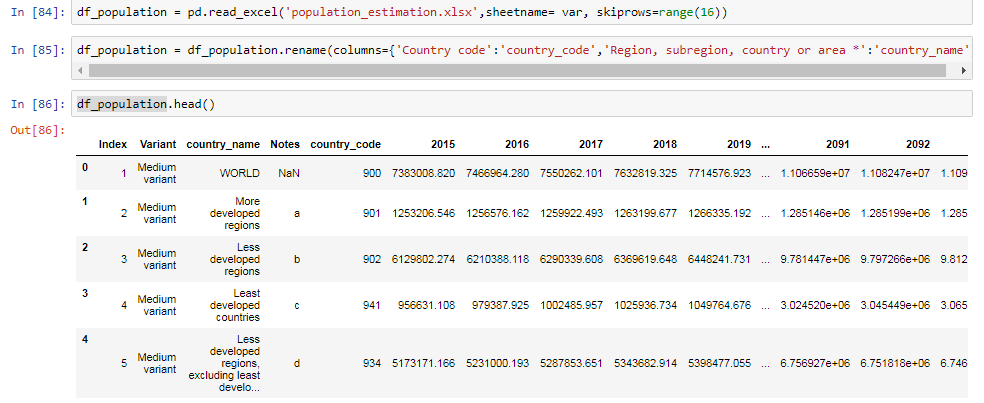 In [84]: df_population = pd.read_excel('population_estimation.xlsx',sheetname= var, skiprows=range(16))
In [85]: df_population = df_population.rename(columns={'Country code':'country_code','Region, subregion, country or area *':'country_name'
In [86]: df_population.head()
Out[86]:
Index Variant country_name Notes country_code 2015 2016 2017 2018 2019 ... 2091 2092
0 1 Medium variant WORLD NaN 900 7383008.820 7466964.280 7550262.101 7632819.325 7714576.923 ... 1.106659e+07 1.108247e+07 1.109
1 2 Medium variant More developed regions a 901 1253206.546 1256576.162 1259922.493 1263199.677 1266335.192 ... 1.285146e+06 1.285199e+06 1.285
2 3 Medium variant Less developed regions b 902 6129802.274 6210388.118 6290339.608 6369619.648 6448241.731 ... 9.781447e+06 9.797266e+06 9.812
3 4 Medium variant Least developed countries c 941 956631.108 979387.925 1002485.957 1025936.734 1049764.676 ... 3.024520e+06 3.045449e+06 3.065
4 5 Medium variant Less developed regions, excluding least develo... d 934 5173171.166 5231000.193 5287853.651 5343682.914 5398477.055 ... 6.756927e+06 6.751818e+06 6.746